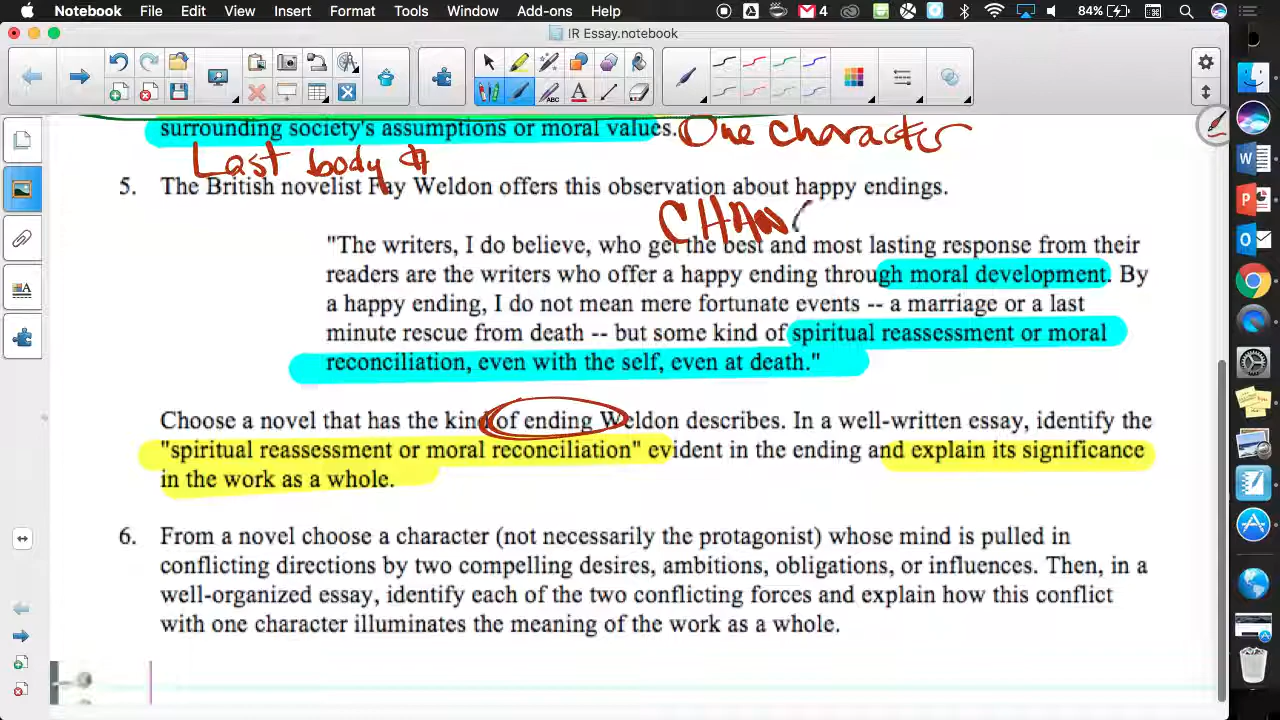 Notebook File Edit View Insert Format Tools Window Add-ons Help 4 84%
IR Essay.notebook
surrounding society's assumptions or moral values. One character
Last body ¶
5. The British novelist Fay Weldon offers this observation about happy endings.
CHAN
"The writers, I do believe, who get the best and most lasting response from their
readers are the writers who offer a happy ending through moral development. By
a happy ending, I do not mean mere fortunate events -- a marriage or a last
minute rescue from death -- but some kind of spiritual reassessment or moral
reconciliation, even with the self, even at death."
Choose a novel that has the kind of ending Weldon describes. In a well-written essay, identify the
"spiritual reassessment or moral reconciliation" evident in the ending and explain its significance
in the work as a whole.
6. From a novel choose a character (not necessarily the protagonist) whose mind is pulled in
conflicting directions by two compelling desires, ambitions, obligations, or influences. Then, in a
well-organized essay, identify each of the two conflicting forces and explain how this conflict
with one character illuminates the meaning of the work as a whole.